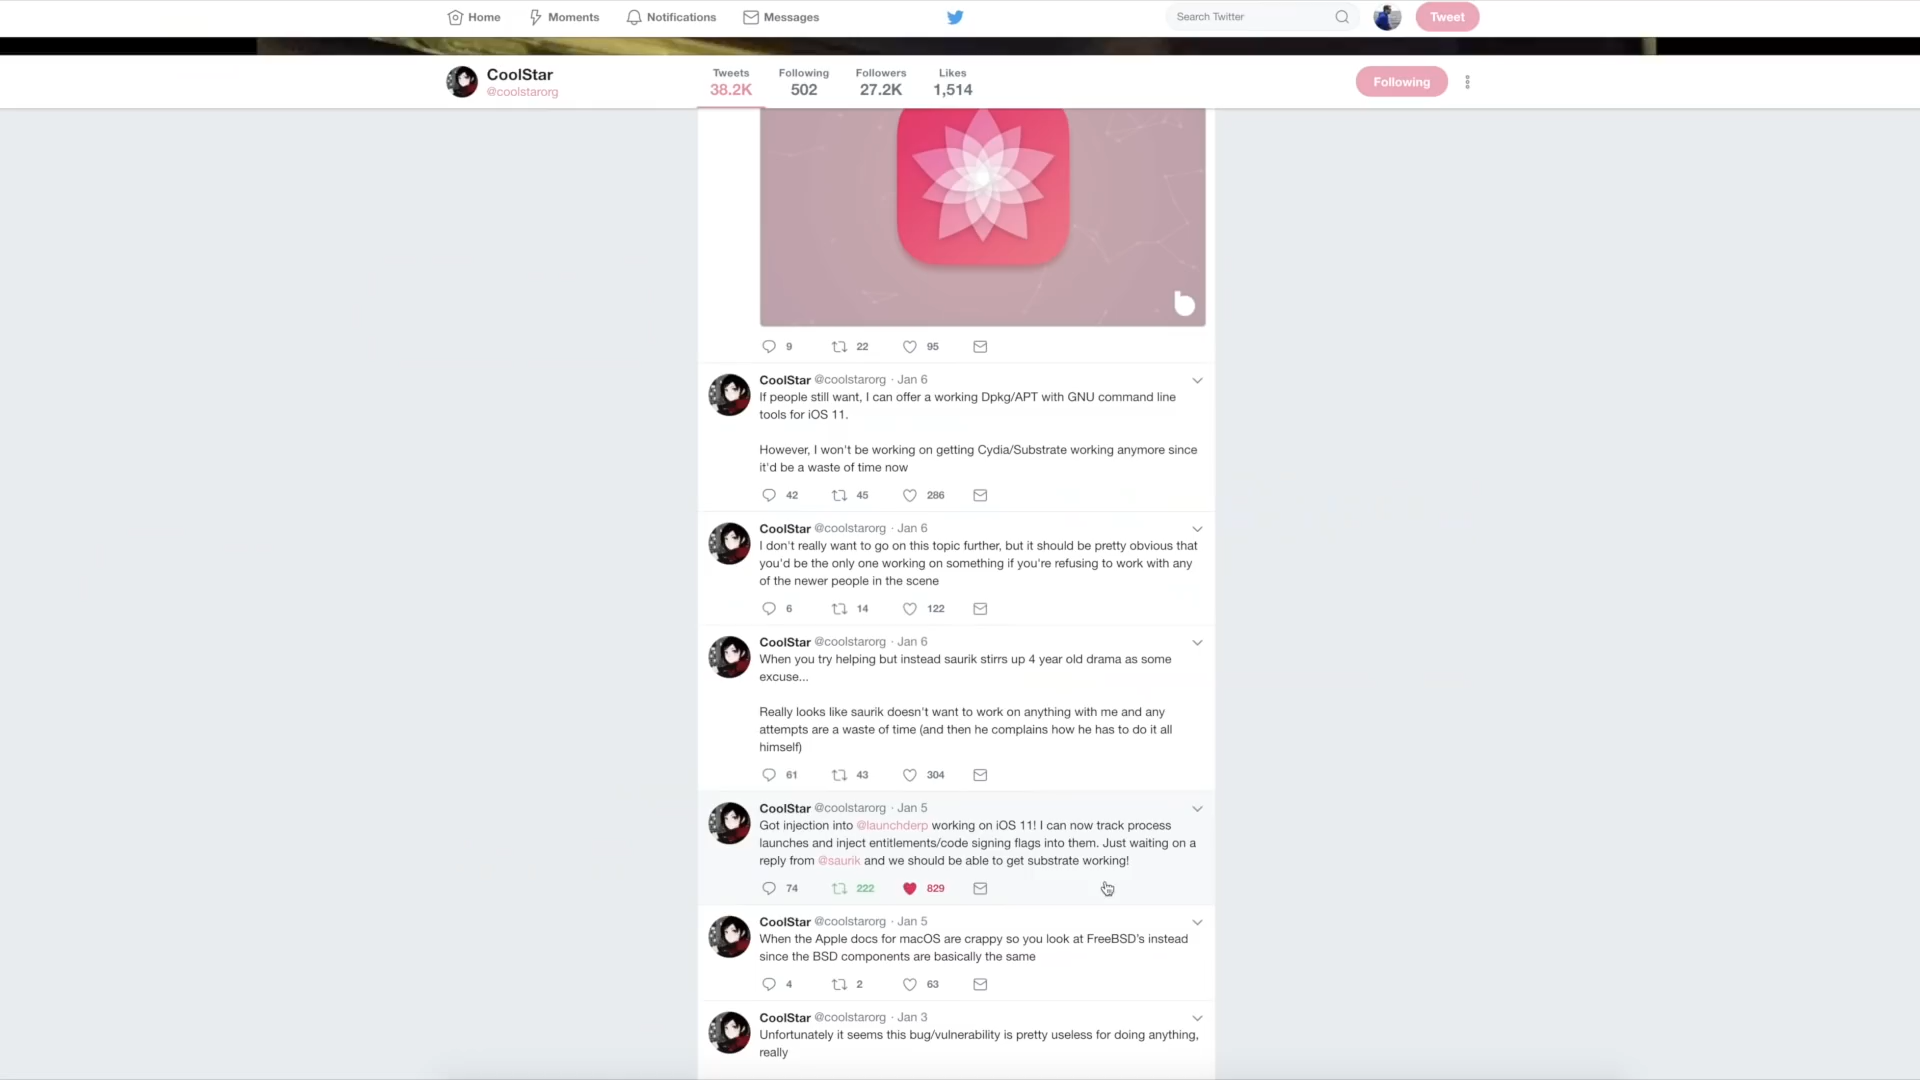 Home
Moments
Notifications
Messages
Search Twitter
Tweet
CoolStar
@coolstarorg
Tweets
38.2K
Following
502
Followers
27.2K
Likes
1,514
Following
9
22
95
CoolStar @coolstarorg · Jan 6
If people still want, I can offer a working Dpkg/APT with GNU command line
tools for iOS 11.
However, I won't be working on getting Cydia/Substrate working anymore since
it'd be a waste of time now
42
45
286
CoolStar @coolstarorg · Jan 6
I don't really want to go on this topic further, but it should be pretty obvious that
you'd be the only one working on something if you're refusing to work with any
of the newer people in the scene
6
14
122
CoolStar @coolstarorg · Jan 6
When you try helping but instead saurik stirrs up 4 year old drama as some
excuse...
Really looks like saurik doesn't want to work on anything with me and any
attempts are a waste of time (and then he complains how he has to do it all
himself)
61
43
304
CoolStar @coolstarorg · Jan 5
Got injection into @launchderp working on iOS 11! I can now track process
launches and inject entitlements/code signing flags into them. Just waiting on a
reply from @saurik and we should be able to get substrate working!
74
222
829
CoolStar @coolstarorg · Jan 5
When the Apple docs for macOS are crappy so you look at FreeBSD's instead
since the BSD components are basically the same
4
2
63
CoolStar @coolstarorg · Jan 3
Unfortunately it seems this bug/vulnerability is pretty useless for doing anything,
really